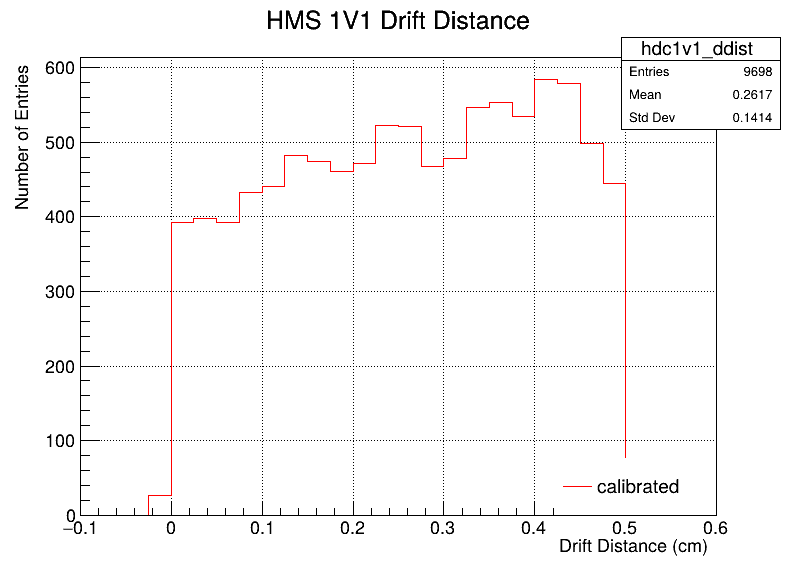 HMS 1V1 Drift Distance
hdc1v1_ddist
Entries 9698
Mean 0.2617
Std Dev 0.1414
Number of Entries
600
500
400
300
200
100
0
−0.1 0 0.1 0.2 0.3 0.4 0.5 0.6
Drift Distance (cm)
calibrated